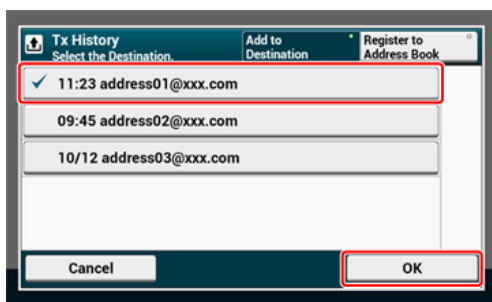 Tx History
Select the Destination.
Add to
Destination
Register to
Address Book
11:23 address01@xxx.com
09:45 address02@xxx.com
10/12 address03@xxx.com
Cancel
OK